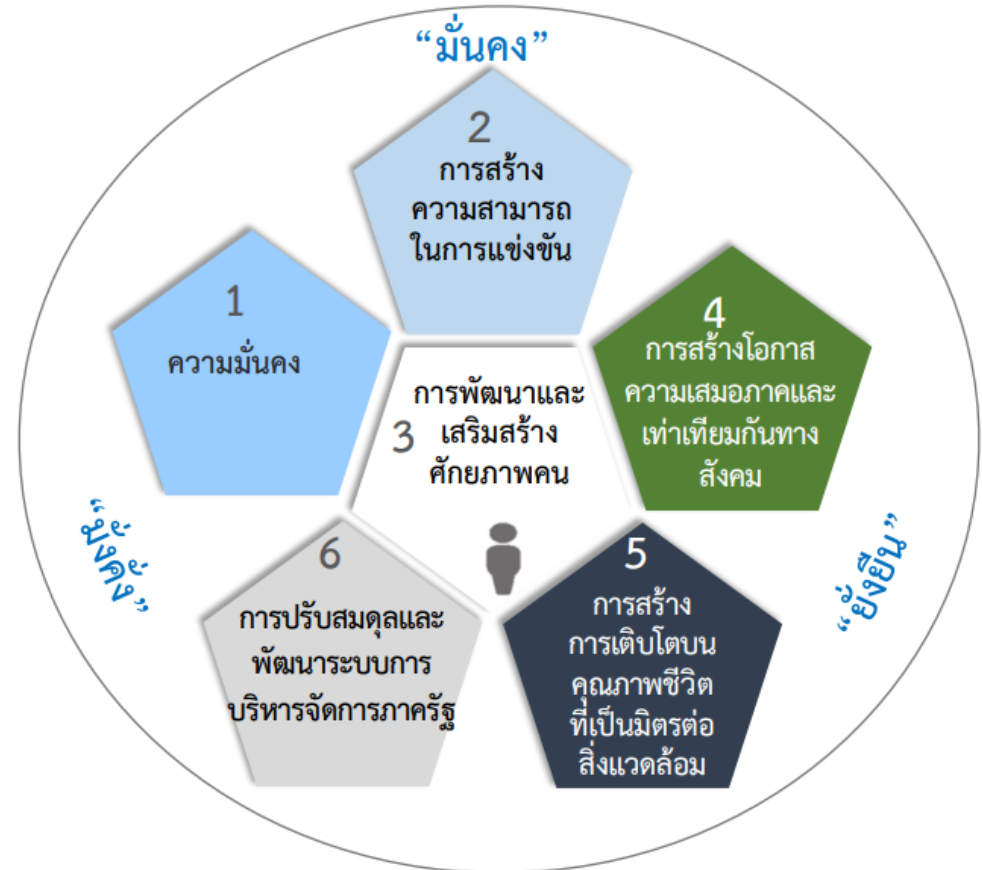 “มั่นคง”
2
การสร้าง
ความสามารถ
ในการแข่งขัน
1
ความมั่นคง
4
การสร้างโอกาส
ความเสมอภาคและ
เท่าเทียมกันทาง
สังคม
3
การพัฒนาและ
เสริมสร้าง
ศักยภาพคน
“มั่งคั่ง”
“ยั่งยืน”
6
การปรับสมดุลและ
พัฒนาระบบการ
บริหารจัดการภาครัฐ
5
การสร้าง
การเติบโตบน
คุณภาพชีวิต
ที่เป็นมิตรต่อ
สิ่งแวดล้อม